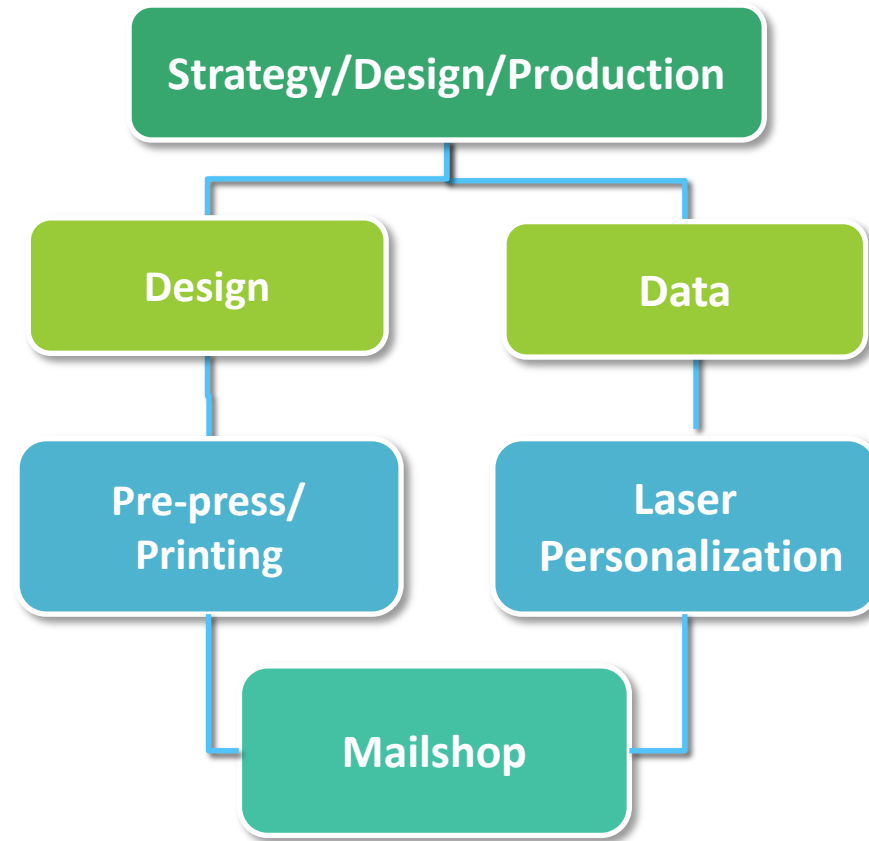 Strategy/Design/Production
Design
Data
Pre-press/
Printing
Laser
Personalization
Mailshop